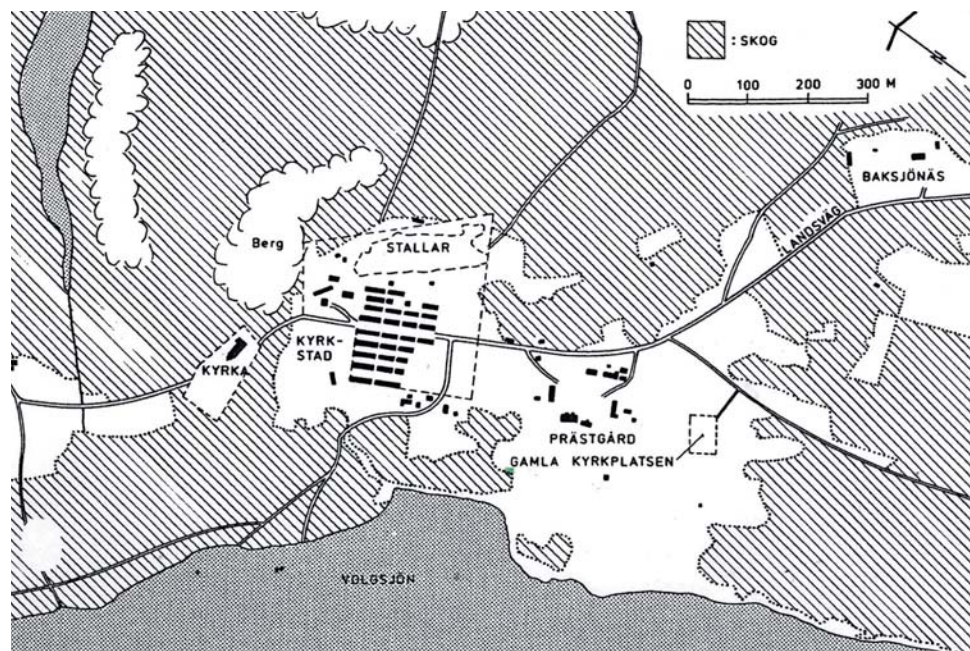 : SKOG
N
0 100 200 300 M
BAKSJÖNÄS
LANDSVÄG
Berg
STALLAR
KYRK-
STAD
KYRKA
PRÄSTGÅRD
GAMLA KYRKPLATSEN
VOLGSJÖN